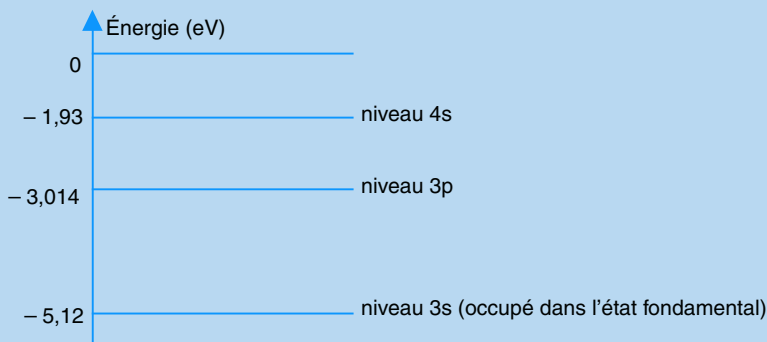 Énergie (eV)
0
– 1,93 niveau 4s
– 3,014 niveau 3p
– 5,12 niveau 3s (occupé dans l’état fondamental)